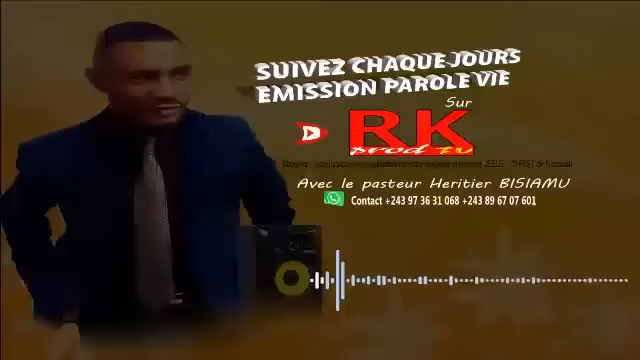 SUIVEZ CHAQUE JOURS
EMISSION PAROLE VIE
Sur
RK
prod tv
Avec le pasteur Heritier BISIAMU
Contact +243 97 36 31 068 +243 89 67 07 601